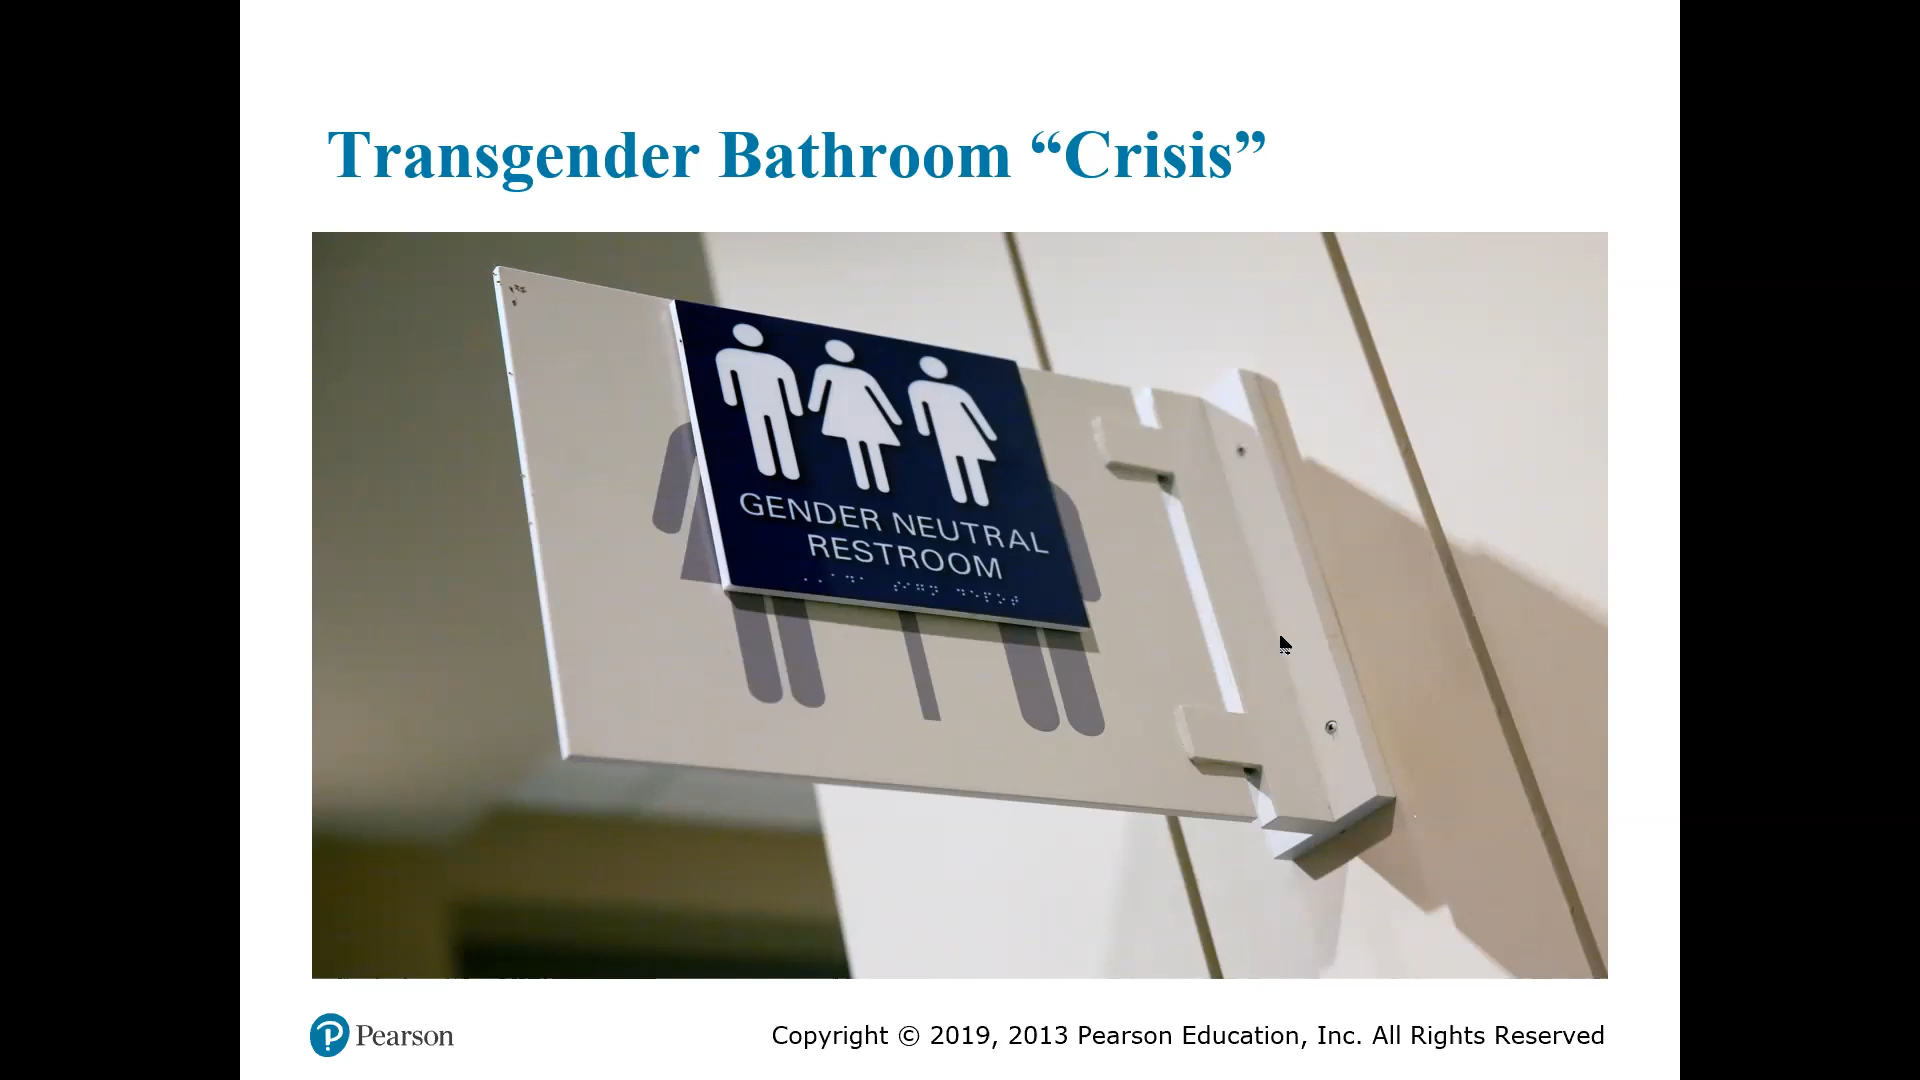 Transgender Bathroom “Crisis”
GENDER NEUTRAL
RESTROOM
Pearson
Copyright © 2019, 2013 Pearson Education, Inc. All Rights Reserved